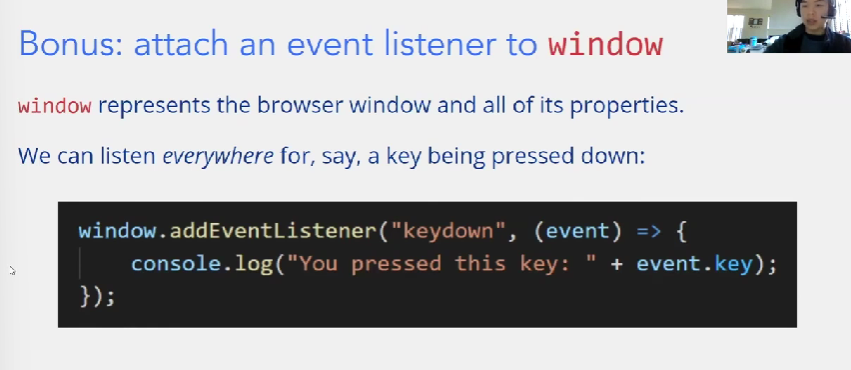 Bonus: attach an event listener to window
window represents the browser window and all of its properties.
We can listen everywhere for, say, a key being pressed down:
window.addEventListener("keydown", (event) => {
    console.log("You pressed this key: " + event.key);
});